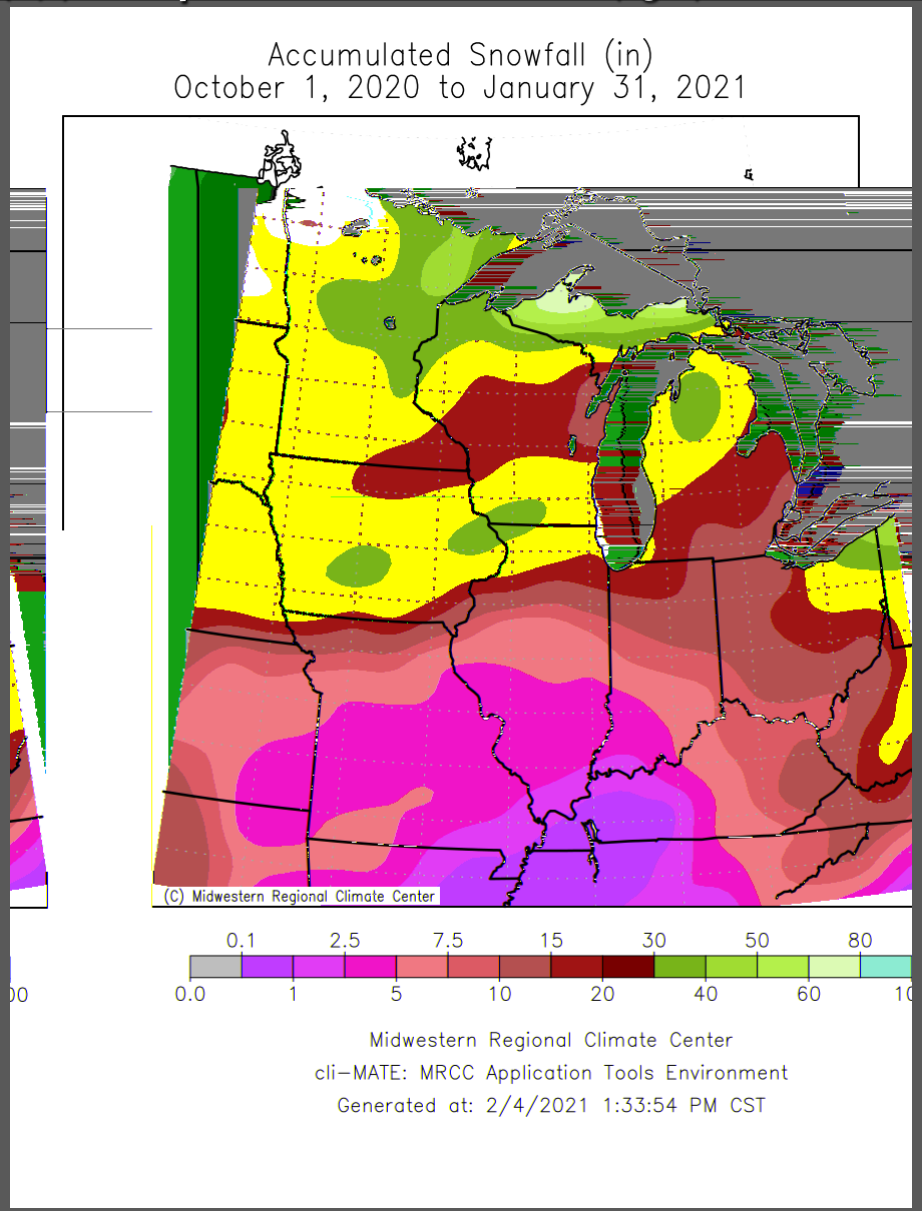 Accumulated Snowfall (in)
October 1, 2020 to January 31, 2021
(C) Midwestern Regional Climate Center
0.1 2.5 7.5 15 30 50 80
00 0.0 1 5 10 20 40 60 10
Midwestern Regional Climate Center
cli-MATE: MRCC Application Tools Environment
Generated at: 2/4/2021 1:33:54 PM CST